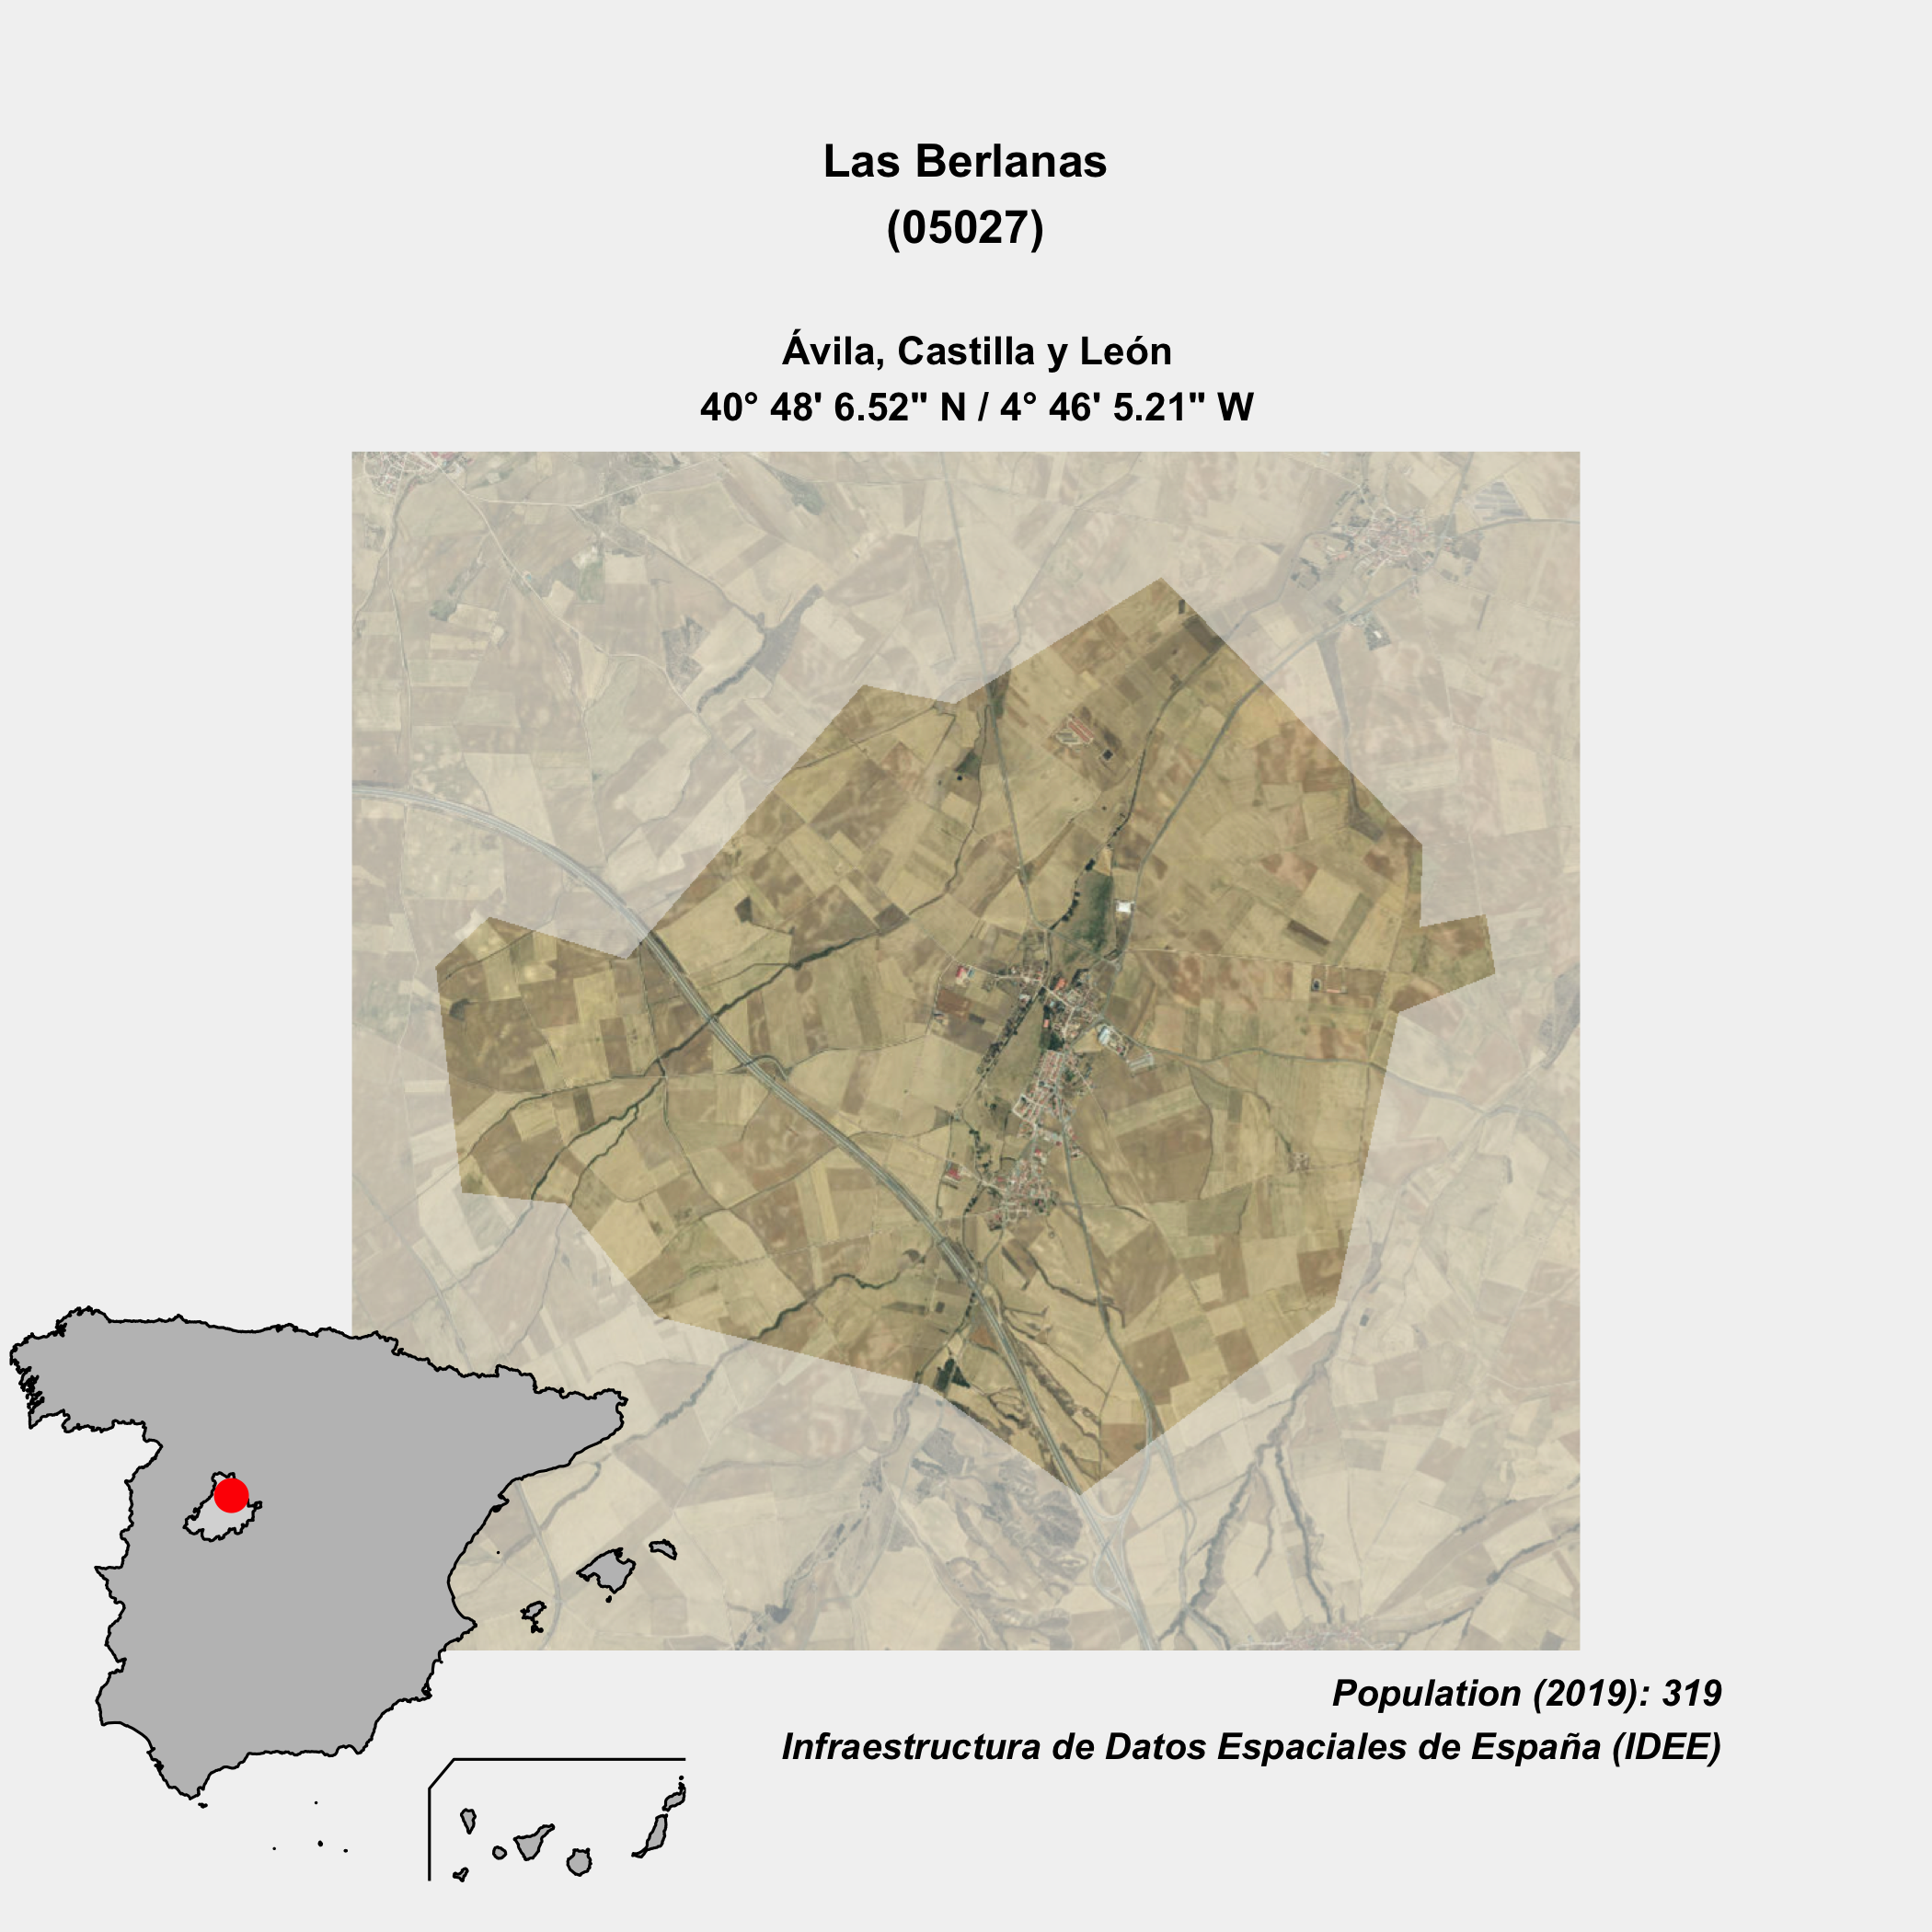 Las Berlanas
(05027)
Ávila, Castilla y León
40° 48' 6.52" N / 4° 46' 5.21" W
Population (2019): 319
Infraestructura de Datos Espaciales de España (IDEE)